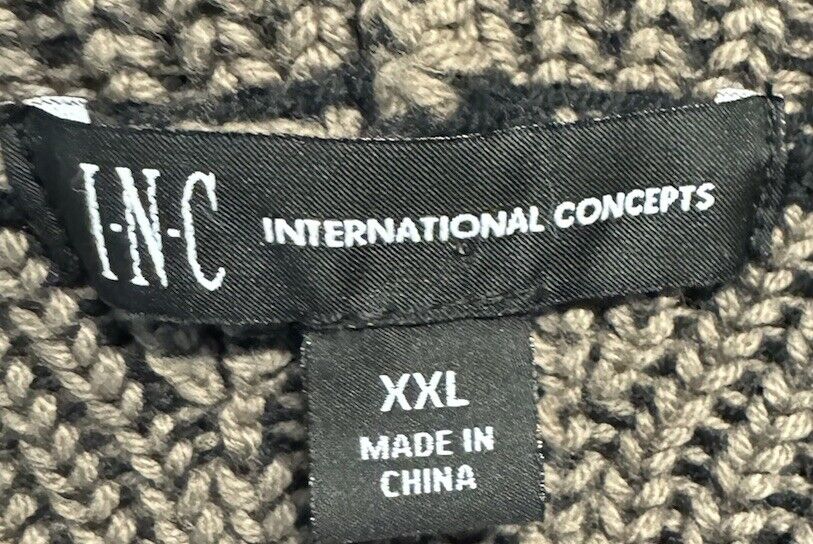 I·N·C INTERNATIONAL CONCEPTS
XXL
MADE IN
CHINA